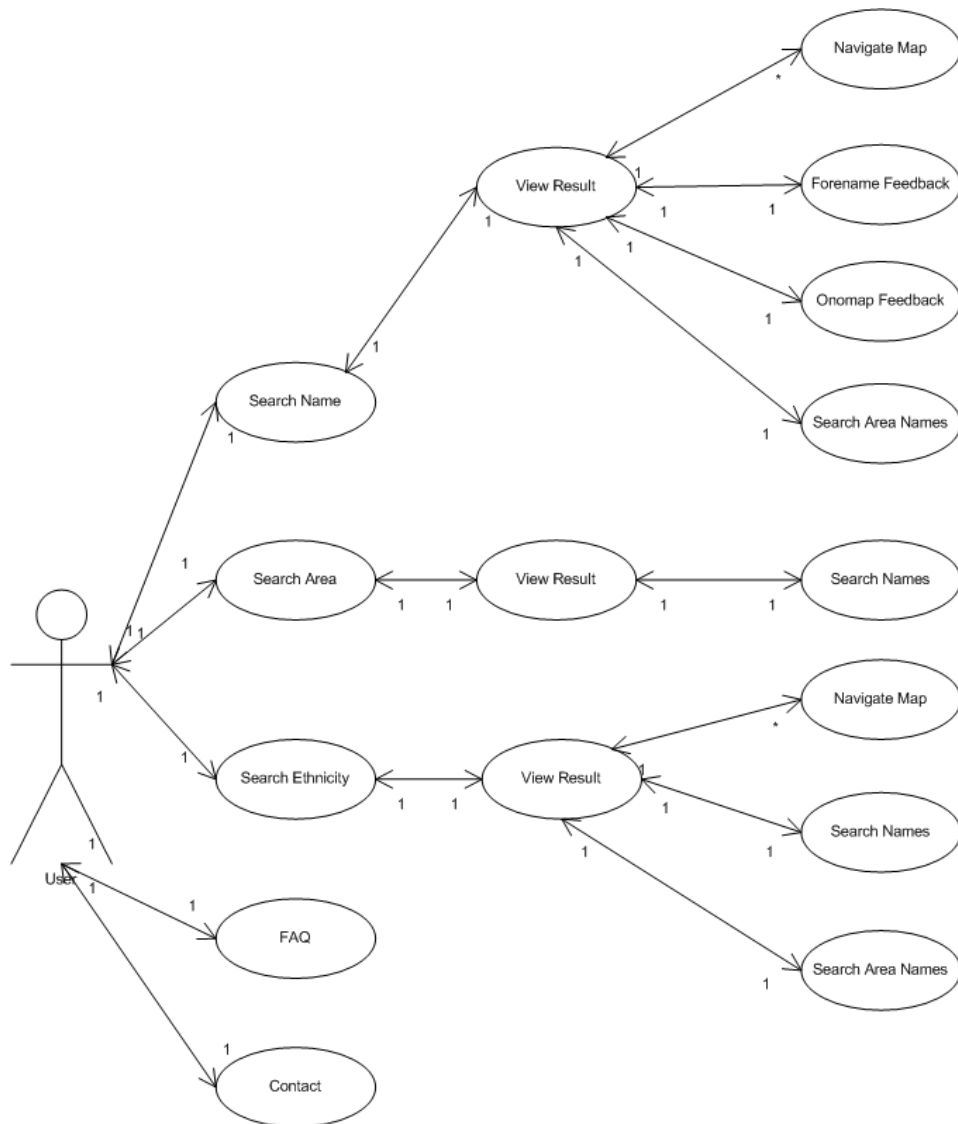 Navigate Map
*
View Result
1
Forename Feedback
1
1
1
1
1
Onomap Feedback
1
1
1
Search Name
1
Search Area Names
1
1
Search Area
View Result
Search Names
1
1
1
1
1
1
1
Navigate Map
1
*
Search Ethnicity
View Result
1
1
1
1
1
Search Names
1
1
1
User
1
1
FAQ
Search Area Names
1
1
Contact